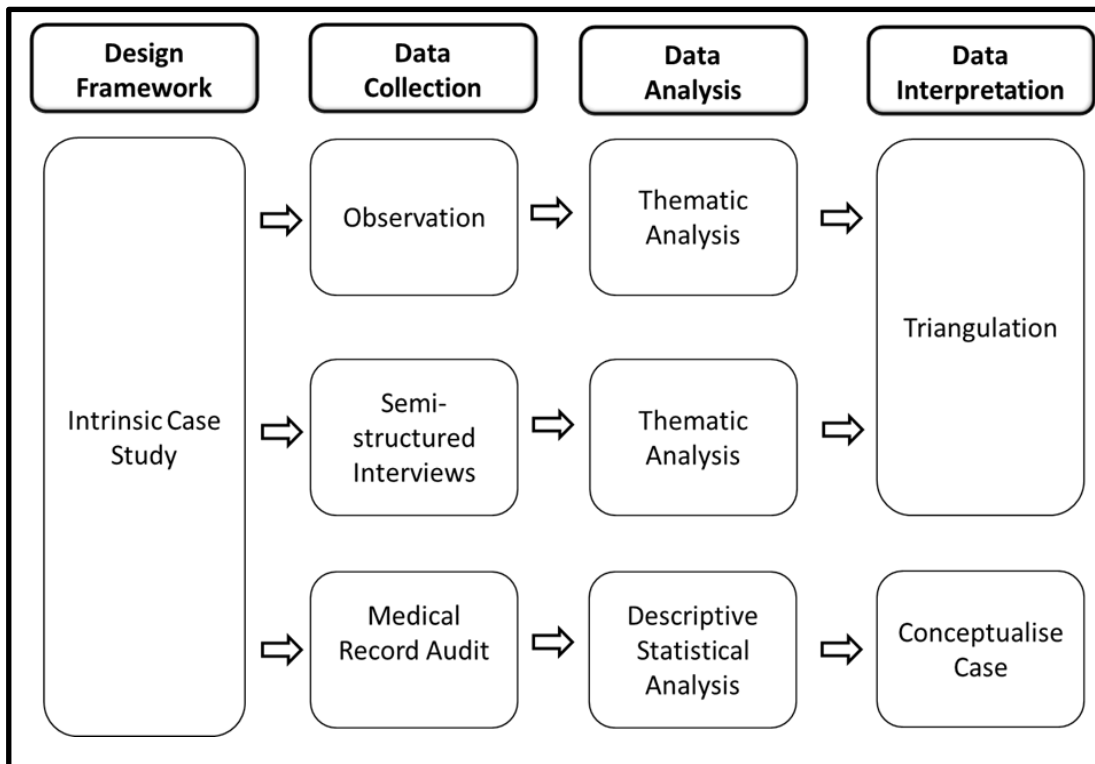 Design
Framework
Data
Collection
Data
Analysis
Data
Interpretation
Intrinsic Case
Study
Observation
Thematic
Analysis
Triangulation
Semi-
structured
Interviews
Thematic
Analysis
Medical
Record Audit
Descriptive
Statistical
Analysis
Conceptualise
Case